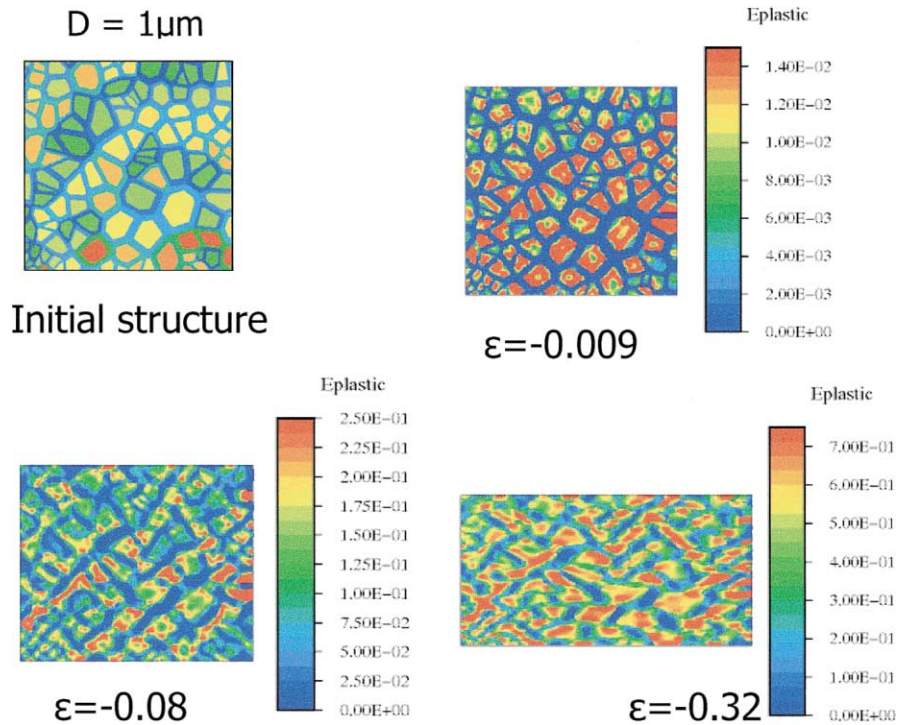 D = 1μm
Initial structure
Eplastic
1.40E−02
1.20E−02
1.00E−02
8.00E−03
6.00E−03
4.00E−03
2.00E−03
0.00E+00
ε=-0.009
Eplastic
2.50E−01
2.25E−01
2.00E−01
1.75E−01
1.50E−01
1.25E−01
1.00E−01
7.50E−02
5.00E−02
2.50E−02
0.00E+00
ε=-0.08
Eplastic
7.00E−01
6.00E−01
5.00E−01
4.00E−01
3.00E−01
2.00E−01
1.00E−01
0.00E+00
ε=-0.32